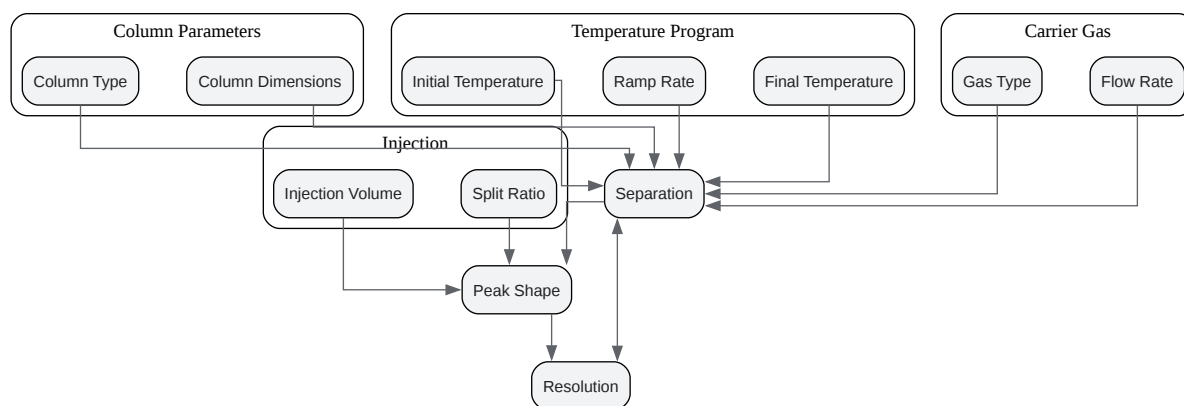 Column Parameters
Temperature Program
Carrier Gas
Column Type
Column Dimensions
Initial Temperature
Ramp Rate
Final Temperature
Gas Type
Flow Rate
Injection
Injection Volume
Split Ratio
Separation
Peak Shape
Resolution